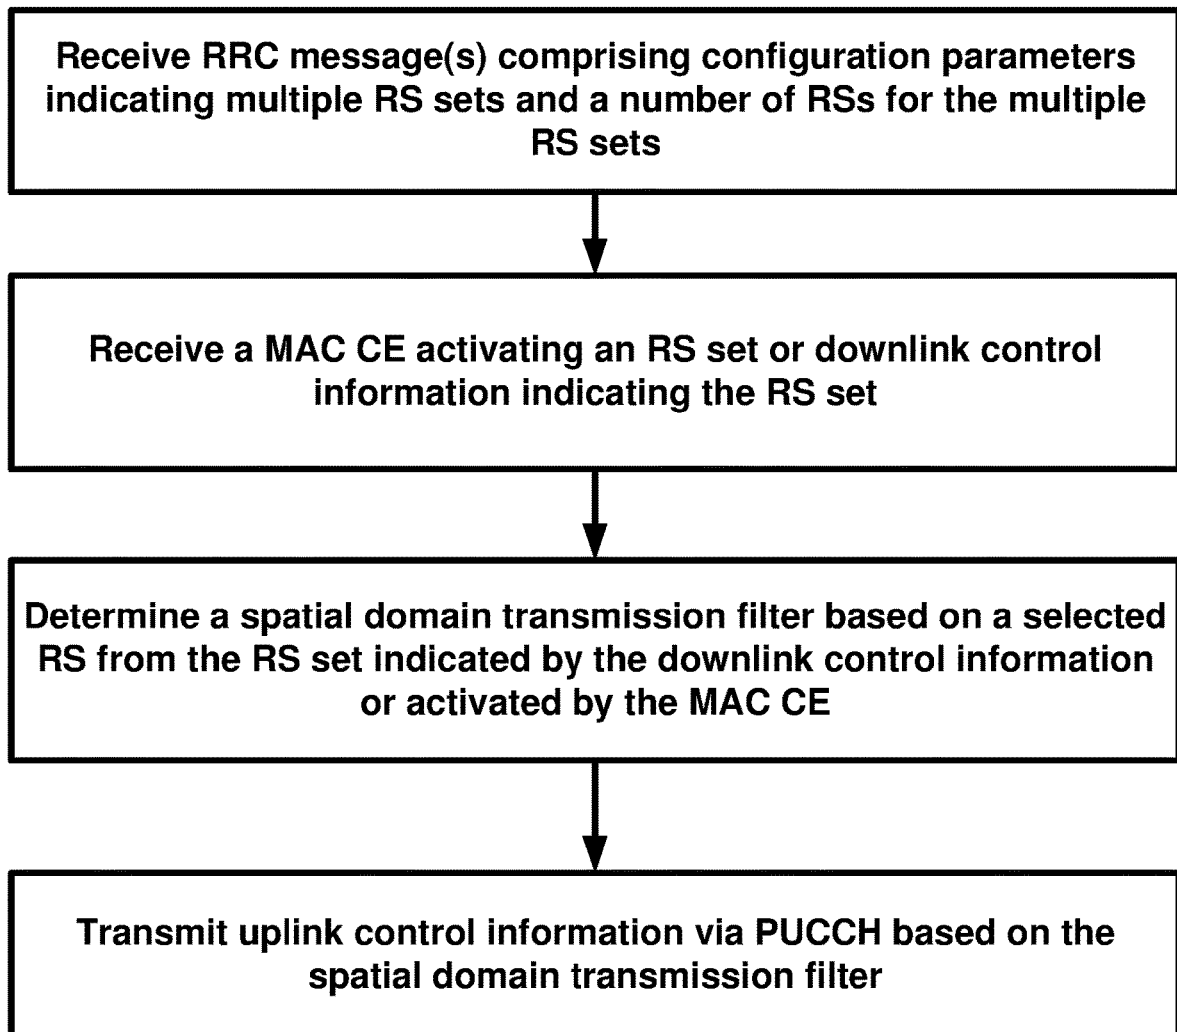 Receive RRC message(s) comprising configuration parameters
indicating multiple RS sets and a number of RSs for the multiple
RS sets
Receive a MAC CE activating an RS set or downlink control
information indicating the RS set
Determine a spatial domain transmission filter based on a selected
RS from the RS set indicated by the downlink control information
or activated by the MAC CE
Transmit uplink control information via PUCCH based on the
spatial domain transmission filter